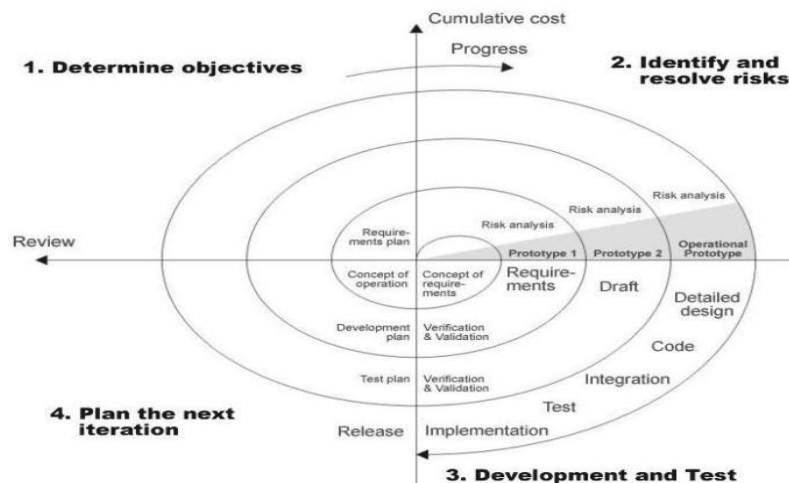 Cumulative cost
Progress
1. Determine objectives
2. Identify and
resolve risks
Risk analysis
Risk analysis
Risk analysis
Require-
ments plan
Review
Prototype 1
Prototype 2
Operational
Prototype
Concept of
operation
Concept of
require-
ments
Require-
ments
Draft
Detailed
design
Development
plan
Verification
& Validation
Code
Test plan
Verification
& Validation
Integration
Test
4. Plan the next
iteration
Release
Implementation
3. Development and Test